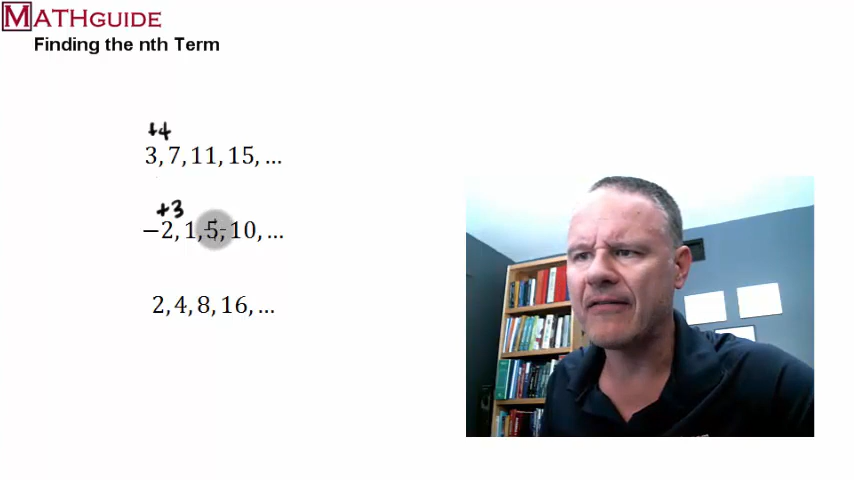 MATHGUIDE
Finding the nth Term
+4
3, 7, 11, 15, ...
+3
−2, 1, 5, 10, ...
2, 4, 8, 16, ...